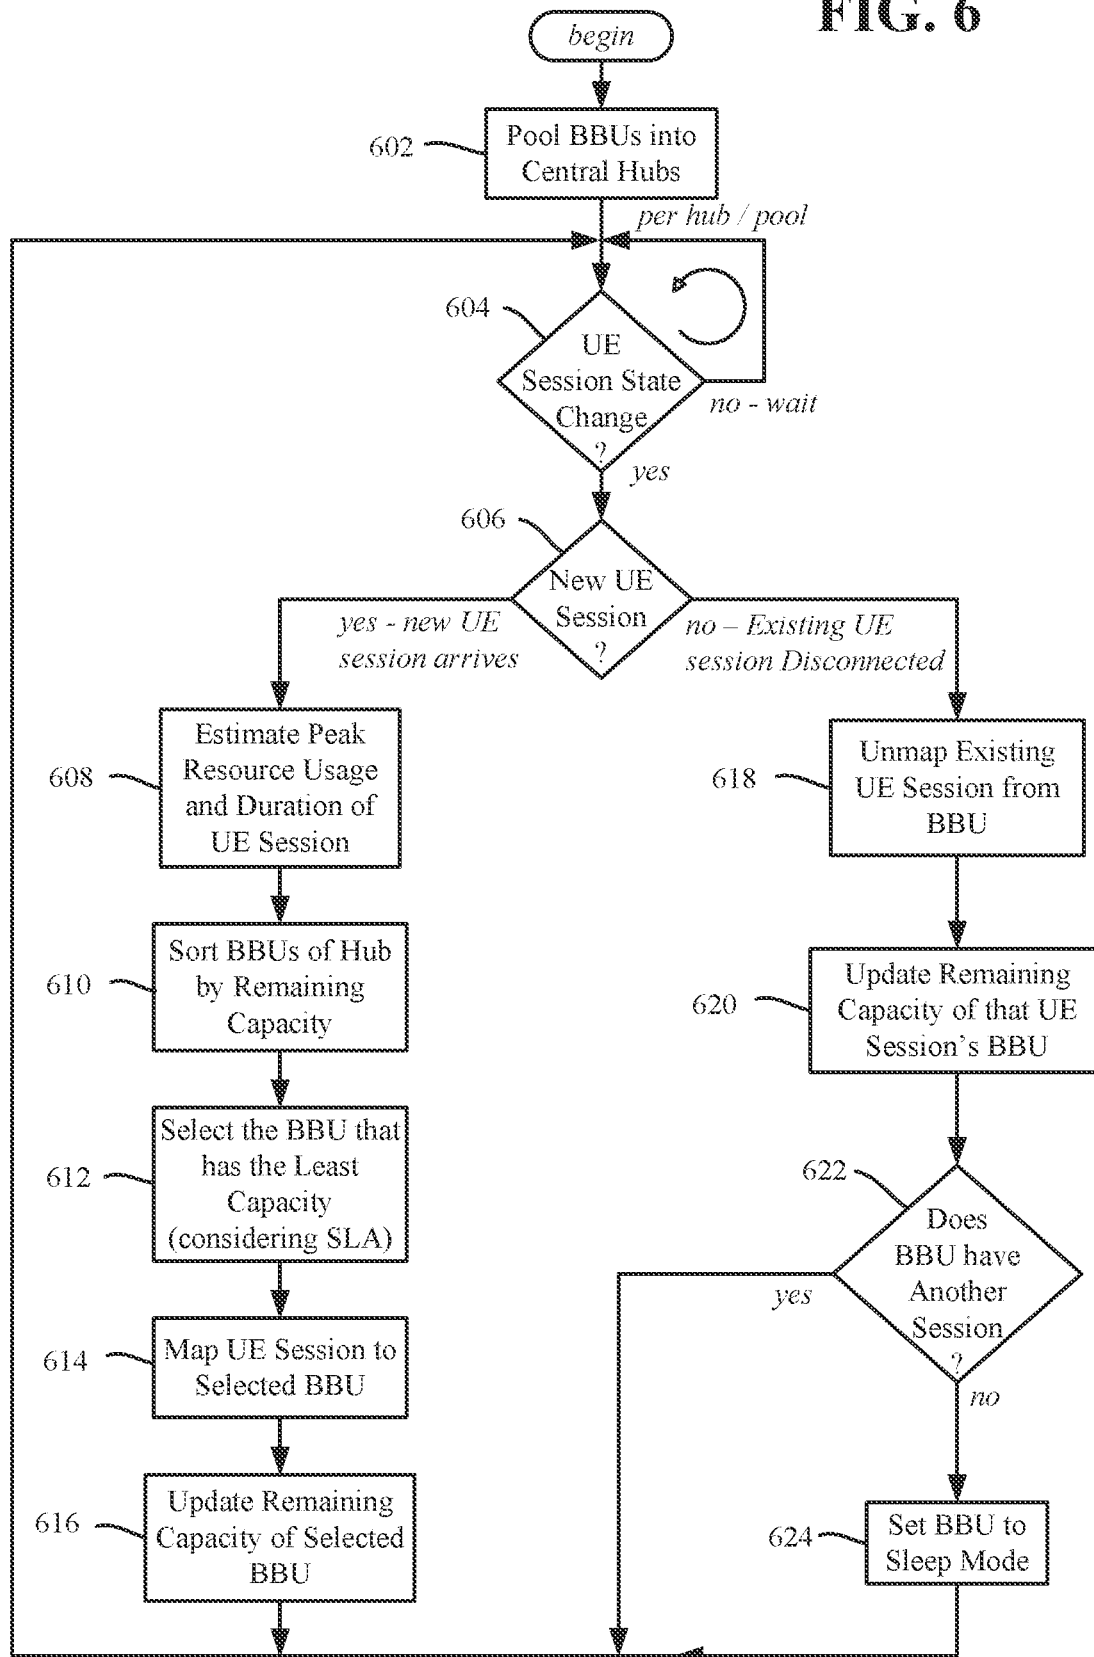 FIG. 6
begin
602
Pool BBUs into
Central Hubs
per hub / pool
604
UE
Session State
Change
?
no - wait
yes
606
New UE
Session
?
yes - new UE
session arrives
no – Existing UE
session Disconnected
608
Estimate Peak
Resource Usage
and Duration of
UE Session
618
Unmap Existing
UE Session from
BBU
610
Sort BBUs of Hub
by Remaining
Capacity
620
Update Remaining
Capacity of that UE
Session's BBU
612
Select the BBU that
has the Least
Capacity
(considering SLA)
622
Does
BBU have
Another
Session
?
yes
no
614
Map UE Session to
Selected BBU
616
Update Remaining
Capacity of Selected
BBU
624
Set BBU to
Sleep Mode